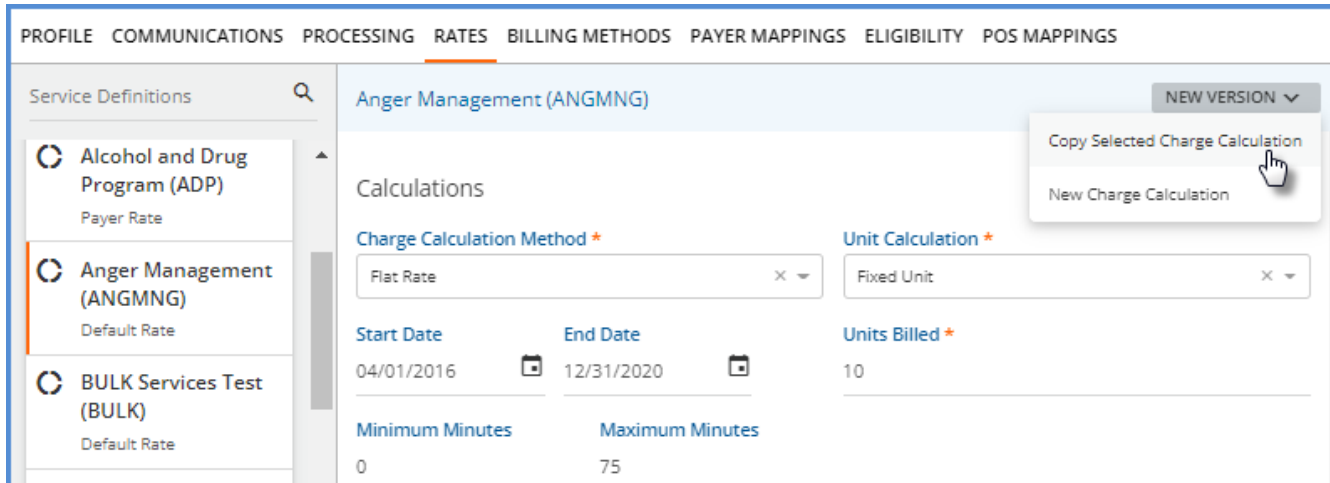 PROFILE COMMUNICATIONS PROCESSING RATES BILLING METHODS PAYER MAPPINGS ELIGIBILITY POS MAPPINGS
Service Definitions
Alcohol and Drug
Program (ADP)
Payer Rate
Anger Management
(ANGMNG)
Default Rate
BULK Services Test
(BULK)
Default Rate
Anger Management (ANGMNG)
NEW VERSION
Copy Selected Charge Calculation
New Charge Calculation
Calculations
Charge Calculation Method *
Flat Rate
Unit Calculation *
Fixed Unit
Start Date
04/01/2016
End Date
12/31/2020
Units Billed *
10
Minimum Minutes
0
Maximum Minutes
75